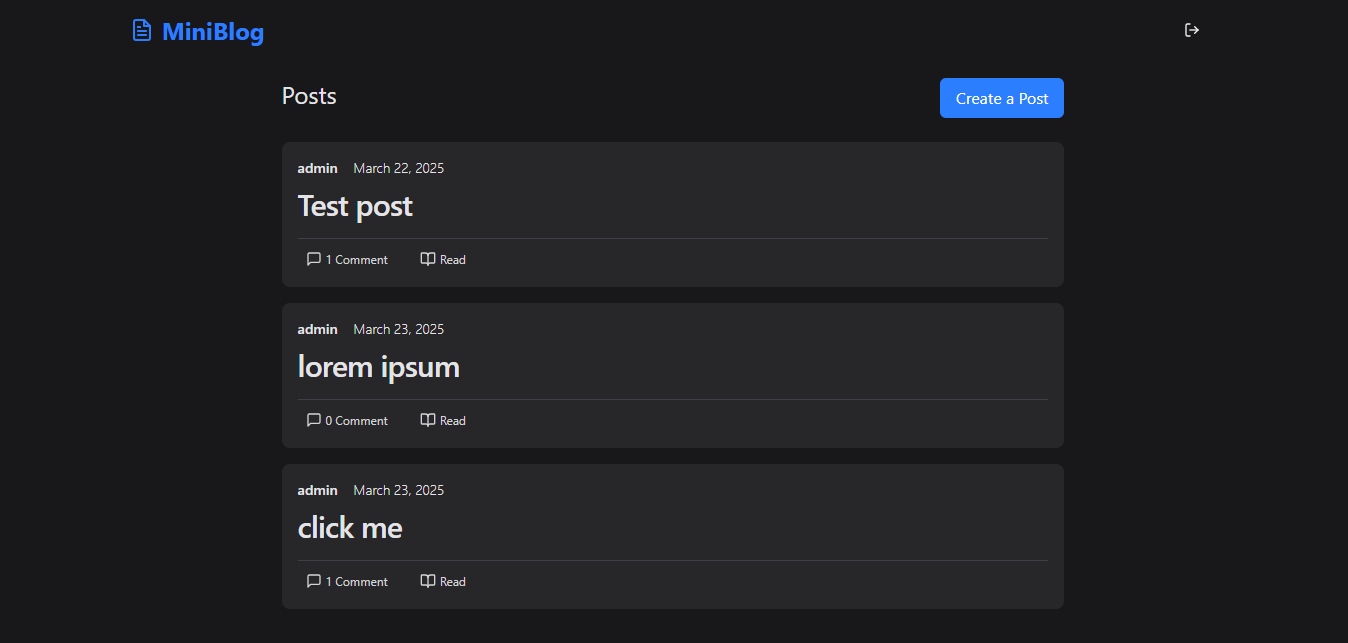 MiniBlog
Posts
Create a Post
admin March 22, 2025
Test post
1 Comment Read
admin March 23, 2025
lorem ipsum
0 Comment Read
admin March 23, 2025
click me
1 Comment Read